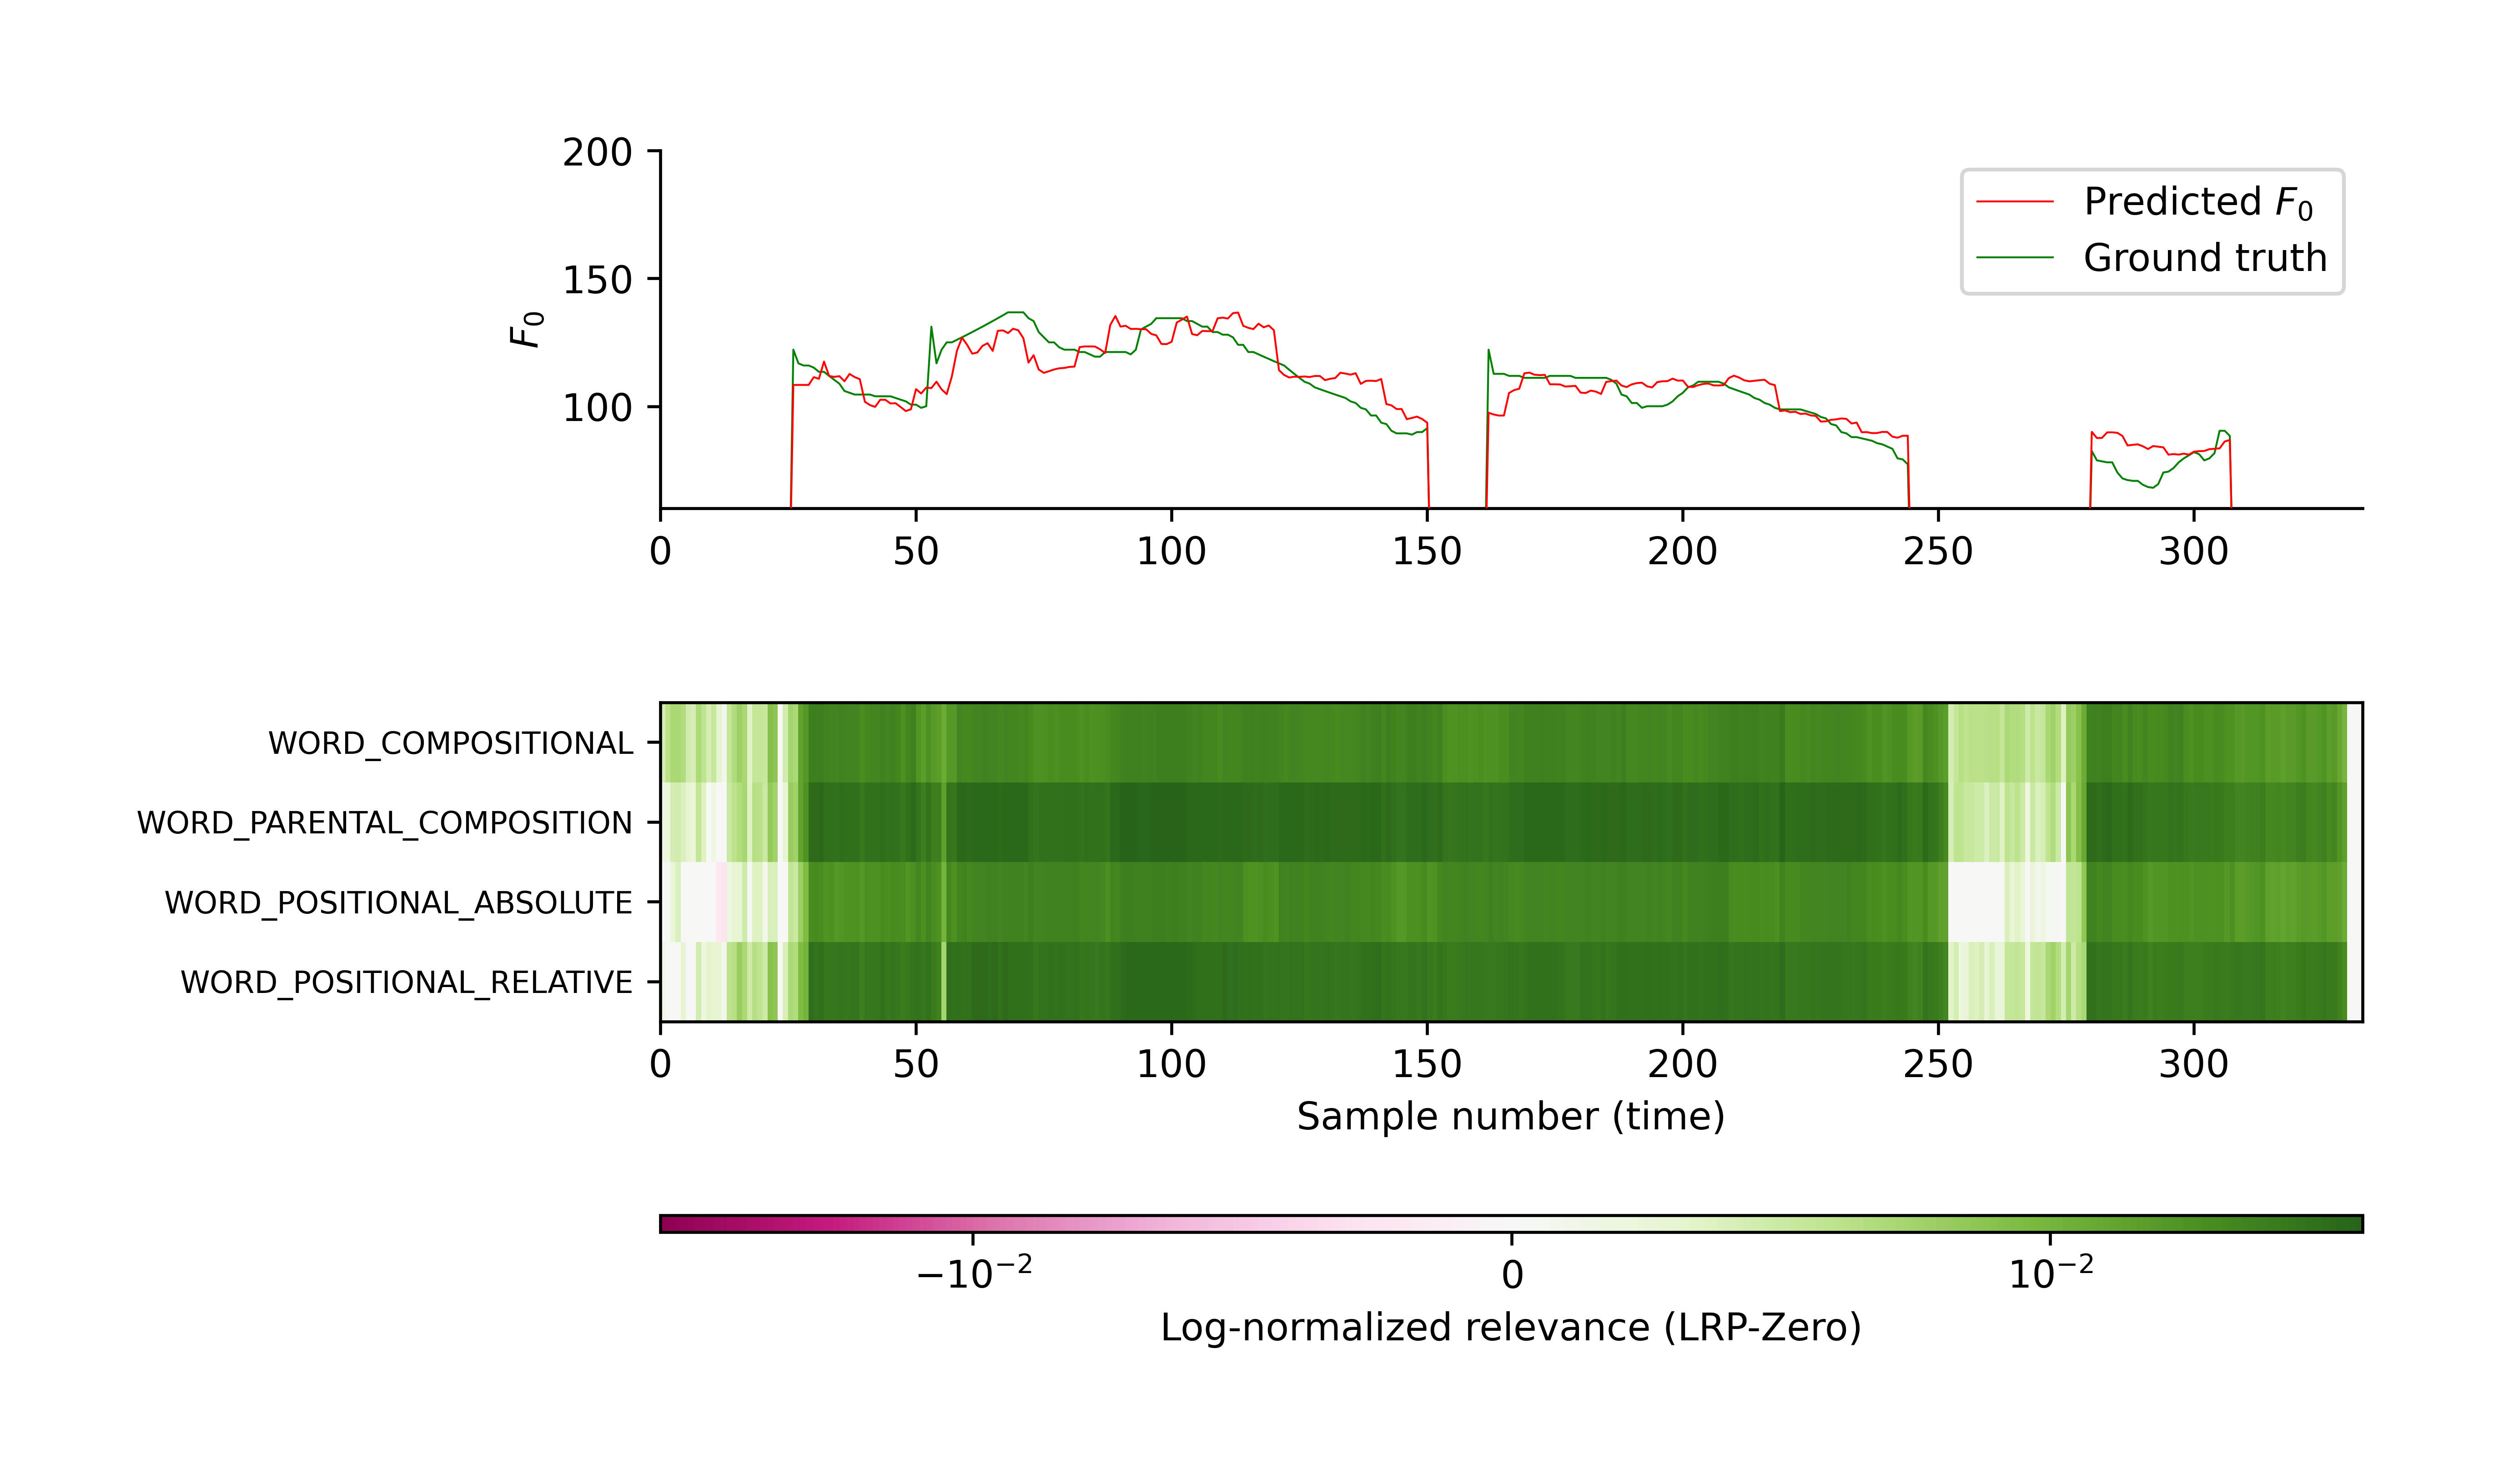 200
150
100
F₀
Predicted F₀
Ground truth
0 50 100 150 200 250 300
WORD_COMPOSITIONAL
WORD_PARENTAL_COMPOSITION
WORD_POSITIONAL_ABSOLUTE
WORD_POSITIONAL_RELATIVE
0 50 100 150 200 250 300
Sample number (time)
−10⁻² 0 10⁻²
Log-normalized relevance (LRP-Zero)